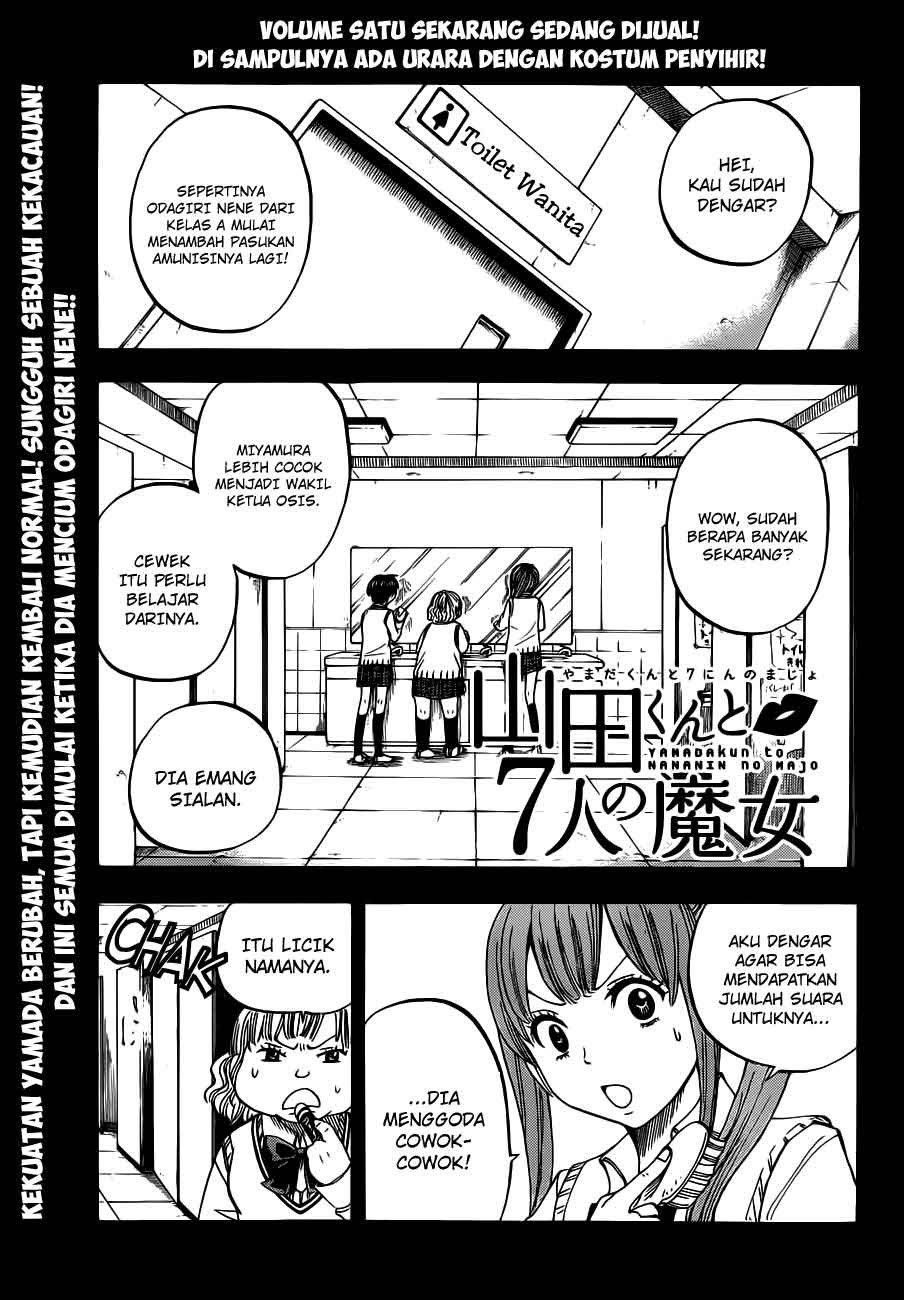 VOLUME SATU SEKARANG SEDANG DIJUAL!
DI SAMPULNYA ADA URARA DENGAN KOSTUM PENYIHIR!
KEKUATAN YAMADA BERUBAH, TAPI KEMUDIAN KEMBALI NORMAL! SUNGGUH SEBUAH KEKACAUAN!
DAN INI SEMUA DIMULAI KETIKA DIA MENCIUM ODAGIRI NENE!!
Toilet Wanita
HEI,
KAU SUDAH
DENGAR?
SEPERTINYA
ODAGIRI NENE DARI
KELAS A MULAI
MENAMBAH PASUKAN
AMUNISINYA LAGI!
WOW, SUDAH
BERAPA BANYAK
SEKARANG?
MIYAMURA
LEBIH COCOK
MENJADI WAKIL
KETUA OSIS.
CEWEK
ITU PERLU
BELAJAR
DARINYA.
DIA EMANG
SIALAN.
トイレ
やまだくんと7にんのまじょ
山田くんと
YAMADAKUN to
NANANIN no MAJO
7人の魔女
AKU DENGAR
AGAR BISA
MENDAPATKAN
JUMLAH SUARA
UNTUKNYA...
...DIA
MENGGODA
COWOK-
COWOK!
ITU LICIK
NAMANYA.
CHAK